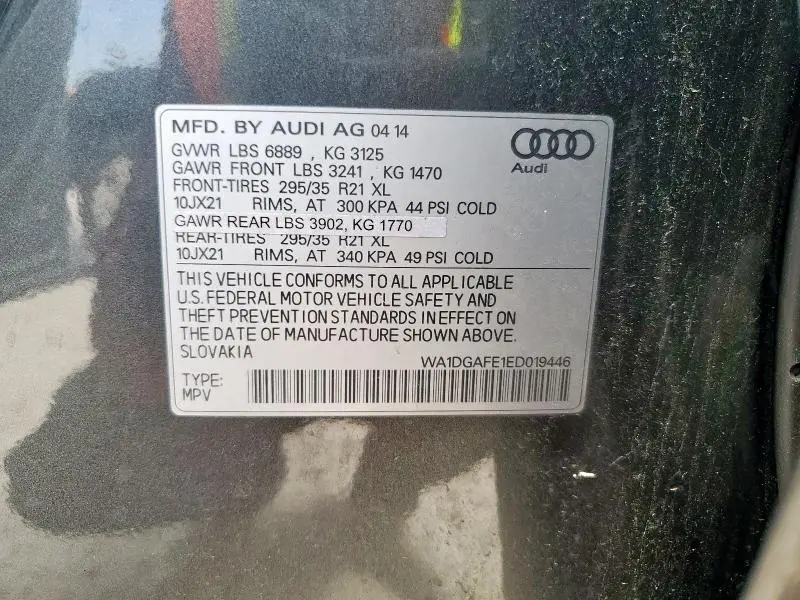 MFD. BY AUDI AG 04 14
GVWR LBS 6889 , KG 3125
GAWR FRONT LBS 3241 , KG 1470
FRONT-TIRES 295/35 R21 XL
10JX21 RIMS, AT 300 KPA 44 PSI COLD
GAWR REAR LBS 3902, KG 1770
REAR-TIRES 295/35 R21 XL
10JX21 RIMS, AT 340 KPA 49 PSI COLD
Audi
THIS VEHICLE CONFORMS TO ALL APPLICABLE
U.S. FEDERAL MOTOR VEHICLE SAFETY AND
THEFT PREVENTION STANDARDS IN EFFECT ON
THE DATE OF MANUFACTURE SHOWN ABOVE.
SLOVAKIA
WA1DGAFE1ED019446
TYPE:
MPV